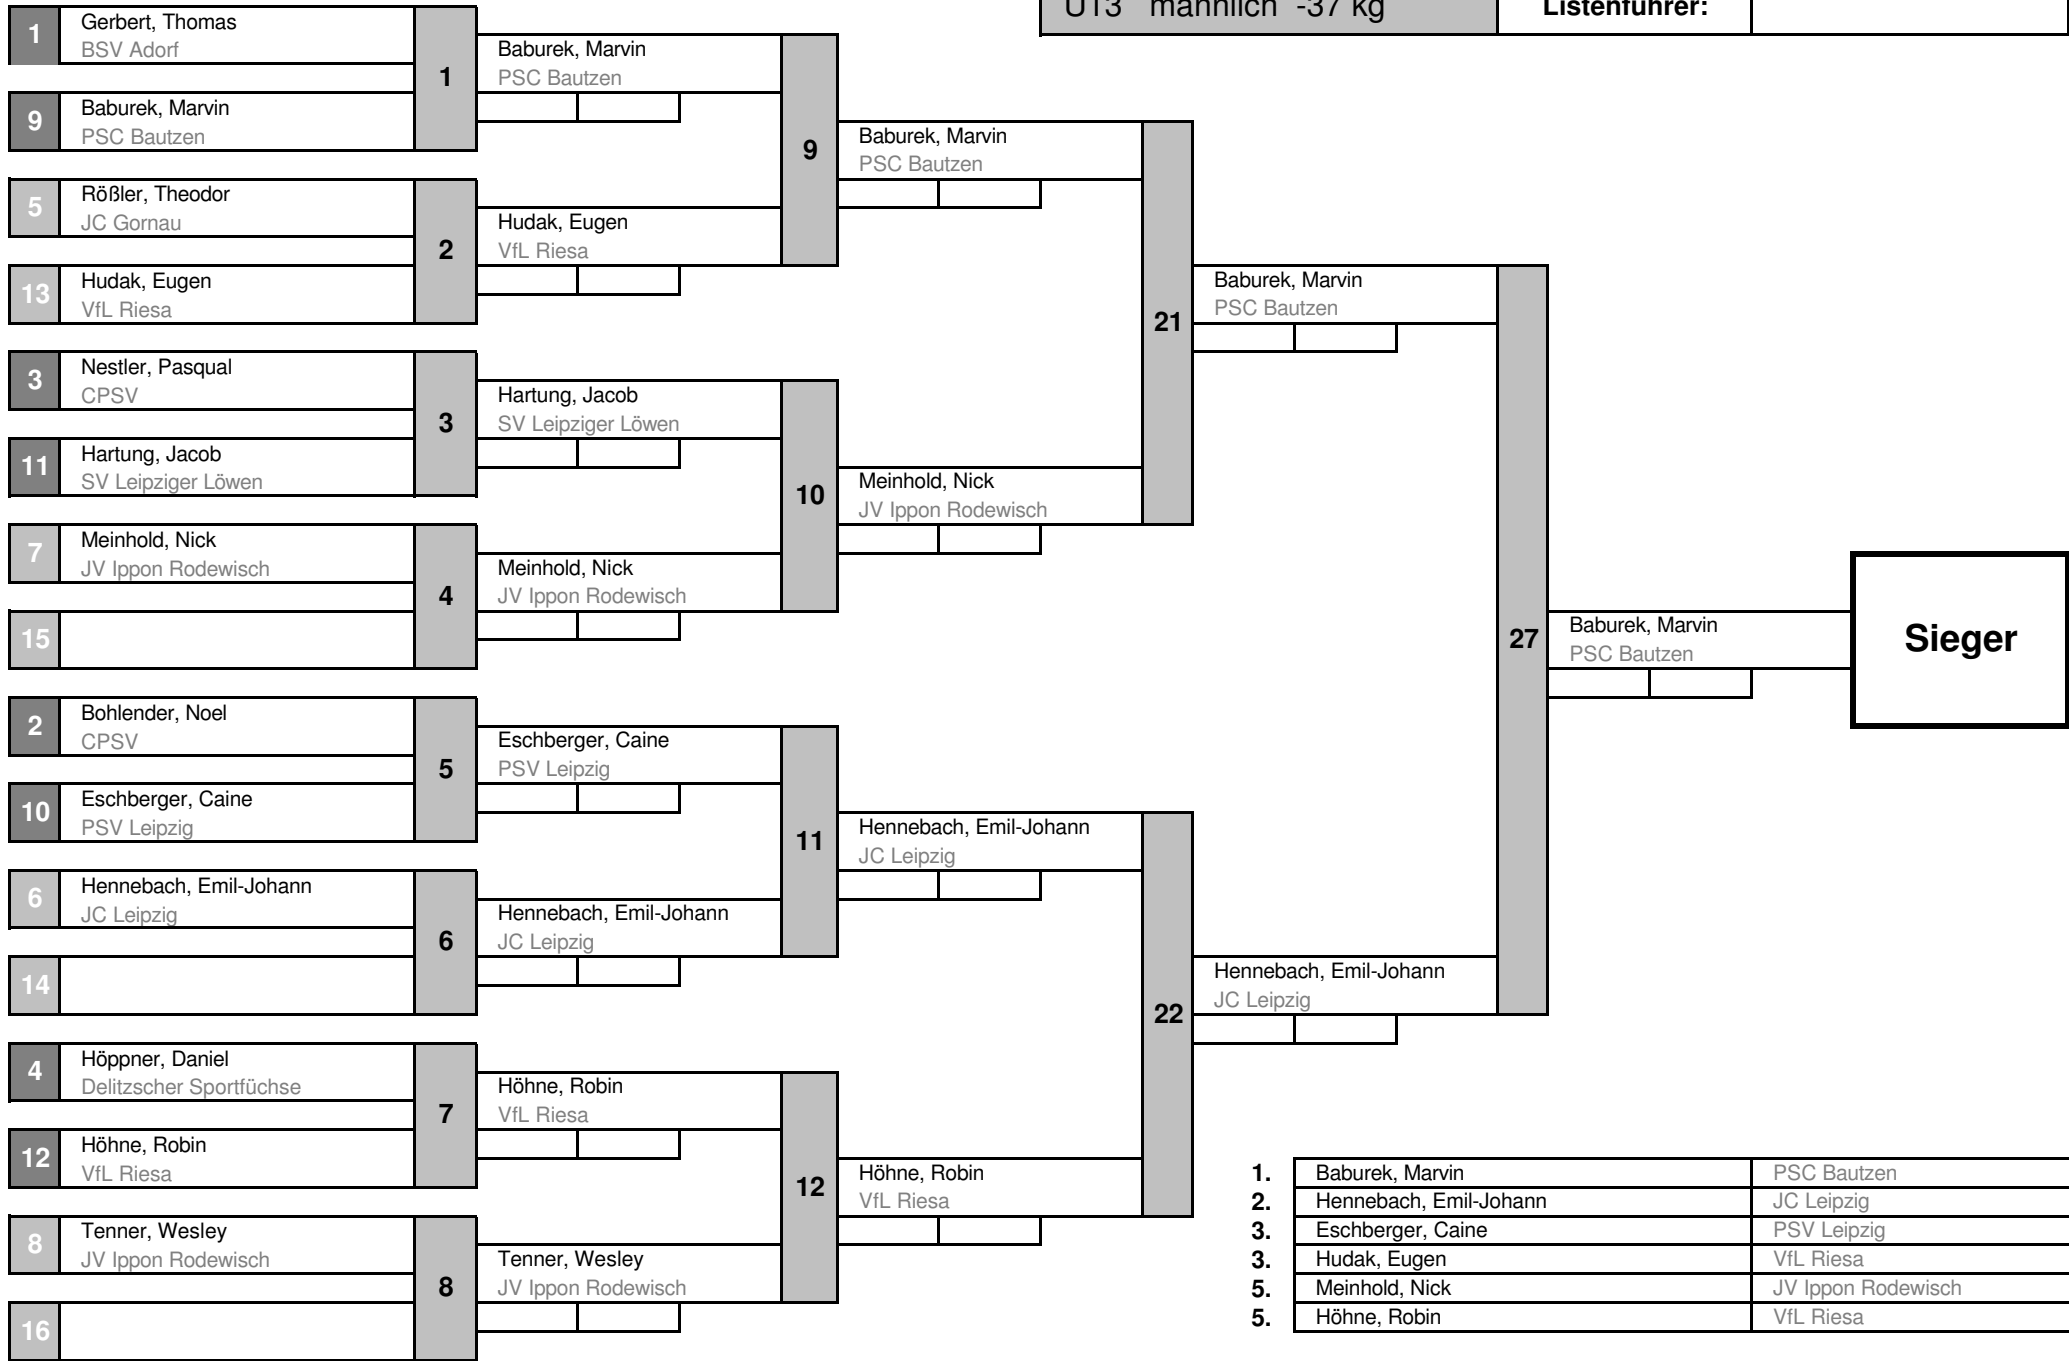 U13 männlich -37 kg
Listenführer:
1
Gerbert, Thomas
BSV Adorf
9
Baburek, Marvin
PSC Bautzen
1
5
Rößler, Theodor
JC Gornau
13
Hudak, Eugen
VfL Riesa
2
3
Nestler, Pasqual
CPSV
11
Hartung, Jacob
SV Leipziger Löwen
3
7
Meinhold, Nick
JV Ippon Rodewisch
15
4
2
Bohlender, Noel
CPSV
10
Eschberger, Caine
PSV Leipzig
5
6
Hennebach, Emil-Johann
JC Leipzig
14
6
4
Höppner, Daniel
Delitzscher Sportfüchse
12
Höhne, Robin
VfL Riesa
7
8
Tenner, Wesley
JV Ippon Rodewisch
16
8
Baburek, Marvin
PSC Bautzen
Hudak, Eugen
VfL Riesa
9
Hartung, Jacob
SV Leipziger Löwen
Meinhold, Nick
JV Ippon Rodewisch
10
Eschberger, Caine
PSV Leipzig
Hennebach, Emil-Johann
JC Leipzig
11
Höhne, Robin
VfL Riesa
Tenner, Wesley
JV Ippon Rodewisch
12
Baburek, Marvin
PSC Bautzen
Meinhold, Nick
JV Ippon Rodewisch
21
Hennebach, Emil-Johann
JC Leipzig
Höhne, Robin
VfL Riesa
22
Baburek, Marvin
PSC Bautzen
Hennebach, Emil-Johann
JC Leipzig
27
Baburek, Marvin
PSC Bautzen
Sieger
1. Baburek, Marvin PSC Bautzen
2. Hennebach, Emil-Johann JC Leipzig
3. Eschberger, Caine PSV Leipzig
3. Hudak, Eugen VfL Riesa
5. Meinhold, Nick JV Ippon Rodewisch
5. Höhne, Robin VfL Riesa